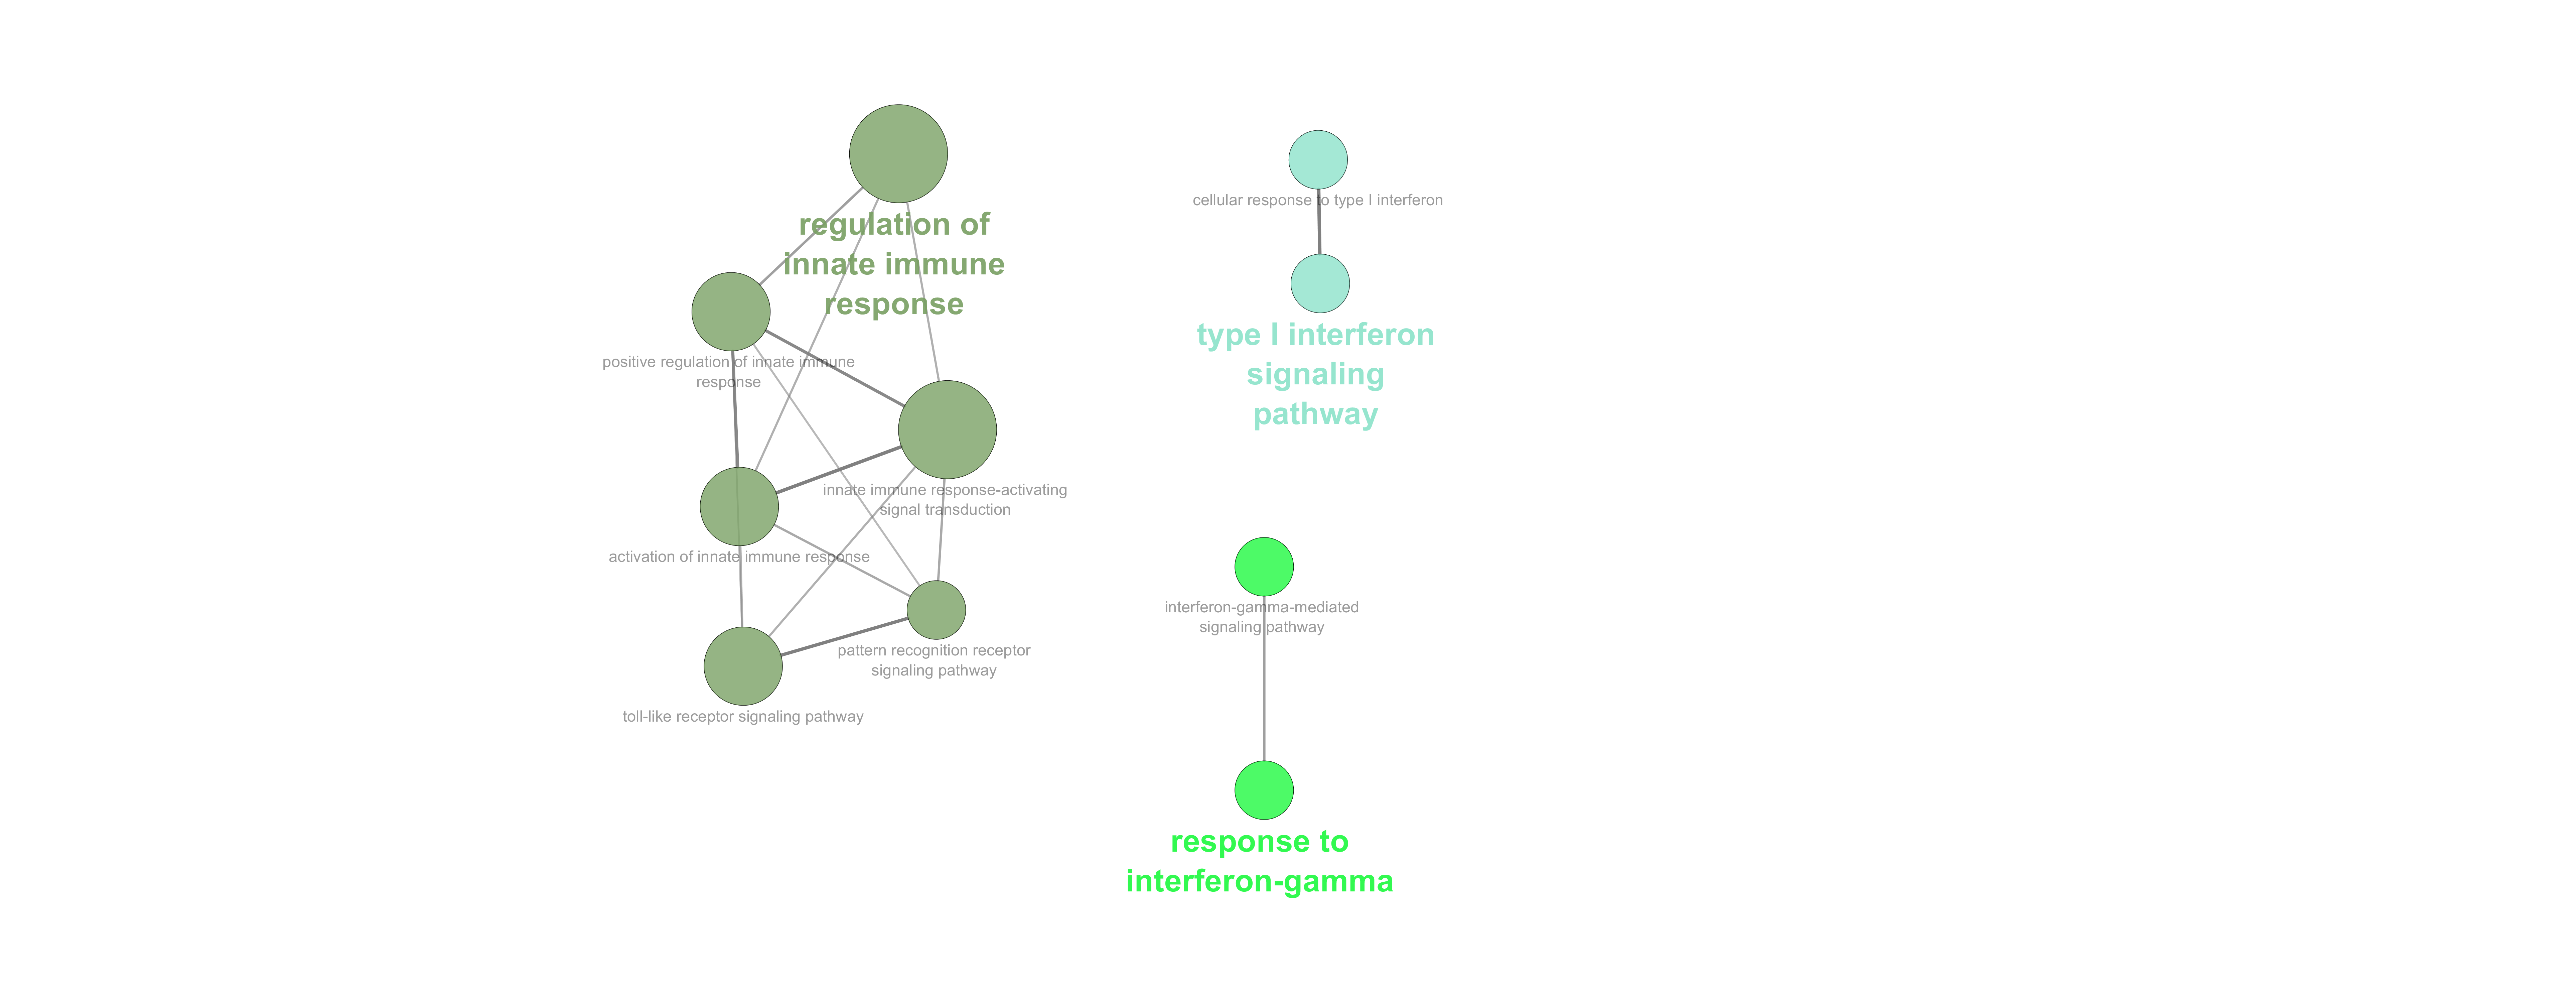 regulation of
innate immune
response
positive regulation of innate immune
response
innate immune response-activating
signal transduction
activation of innate immune response
pattern recognition receptor
signaling pathway
toll-like receptor signaling pathway
cellular response to type I interferon
type I interferon
signaling
pathway
interferon-gamma-mediated
signaling pathway
response to
interferon-gamma